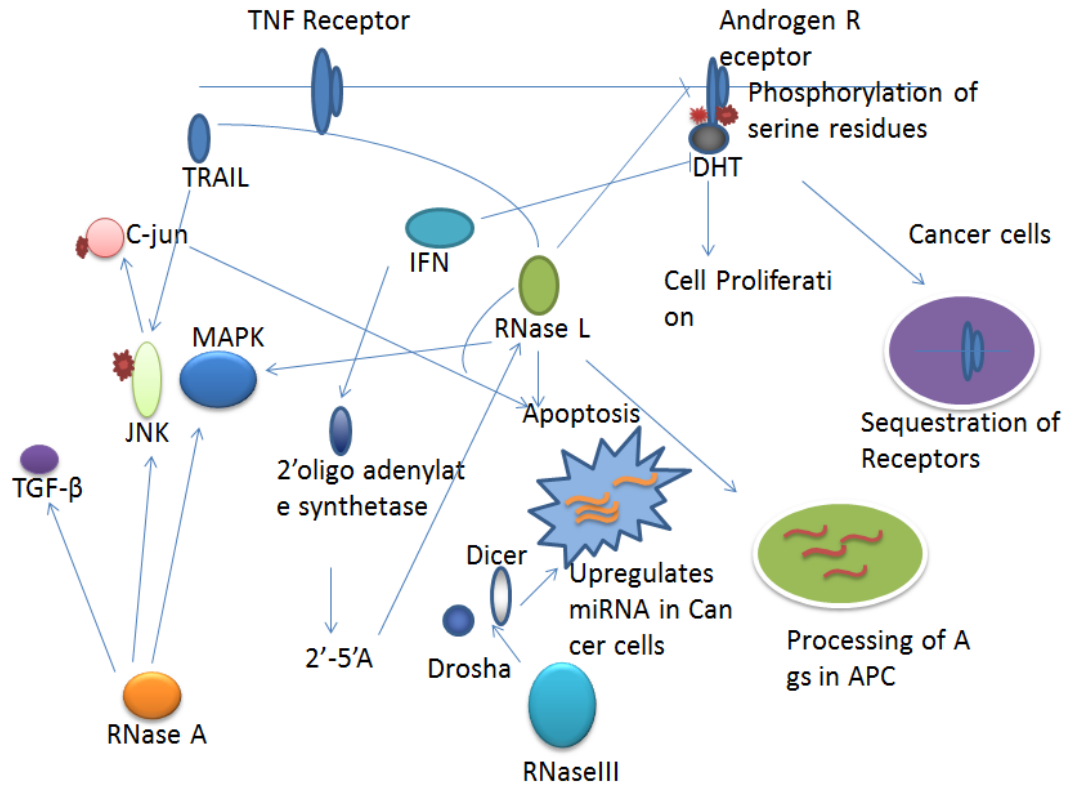 TNF Receptor
Androgen R
eceptor
Phosphorylation of
serine residues
DHT
TRAIL
C-jun
IFN
Cancer cells
Cell Proliferati
on
RNase L
MAPK
JNK
Apoptosis
Sequestration of
Receptors
TGF-β
2’oligo adenylat
e synthetase
Dicer
Upregulates
miRNA in Can
cer cells
Processing of A
gs in APC
2’-5’A
Drosha
RNase A
RNaseIII